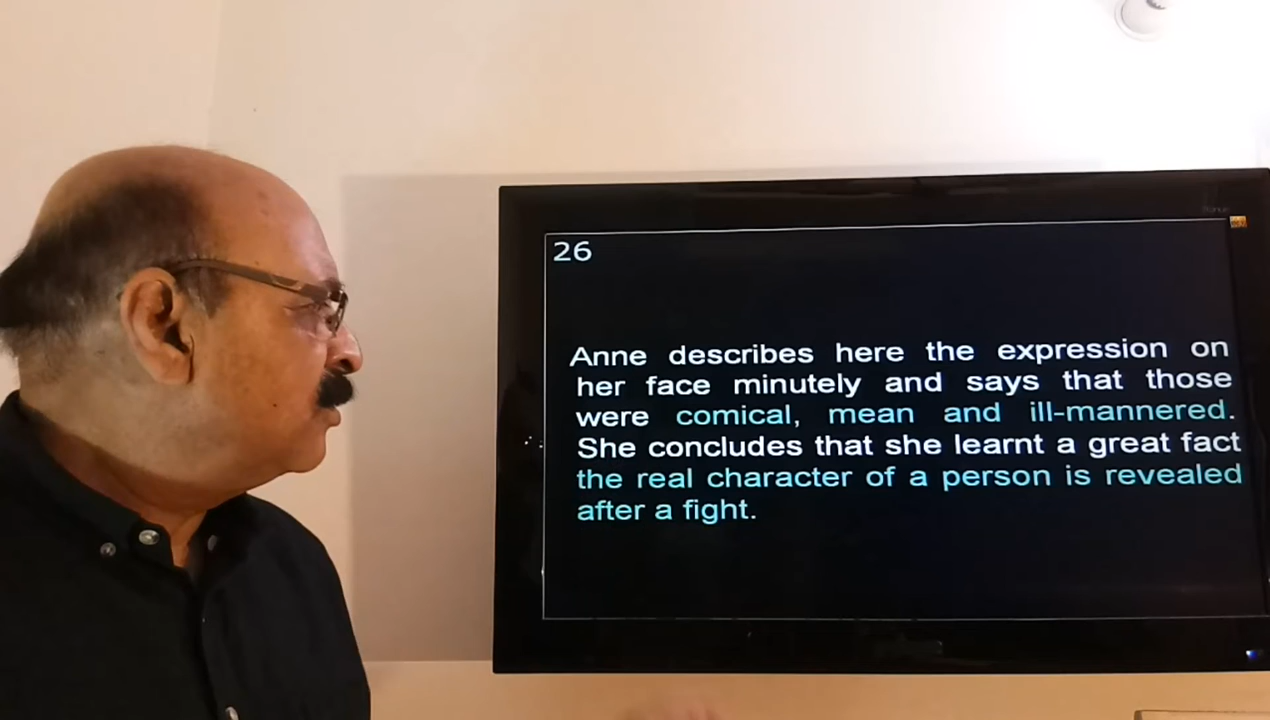 26
Anne describes here the expression on
her face minutely and says that those
were comical, mean and ill-mannered.
She concludes that she learnt a great fact
the real character of a person is revealed
after a fight.